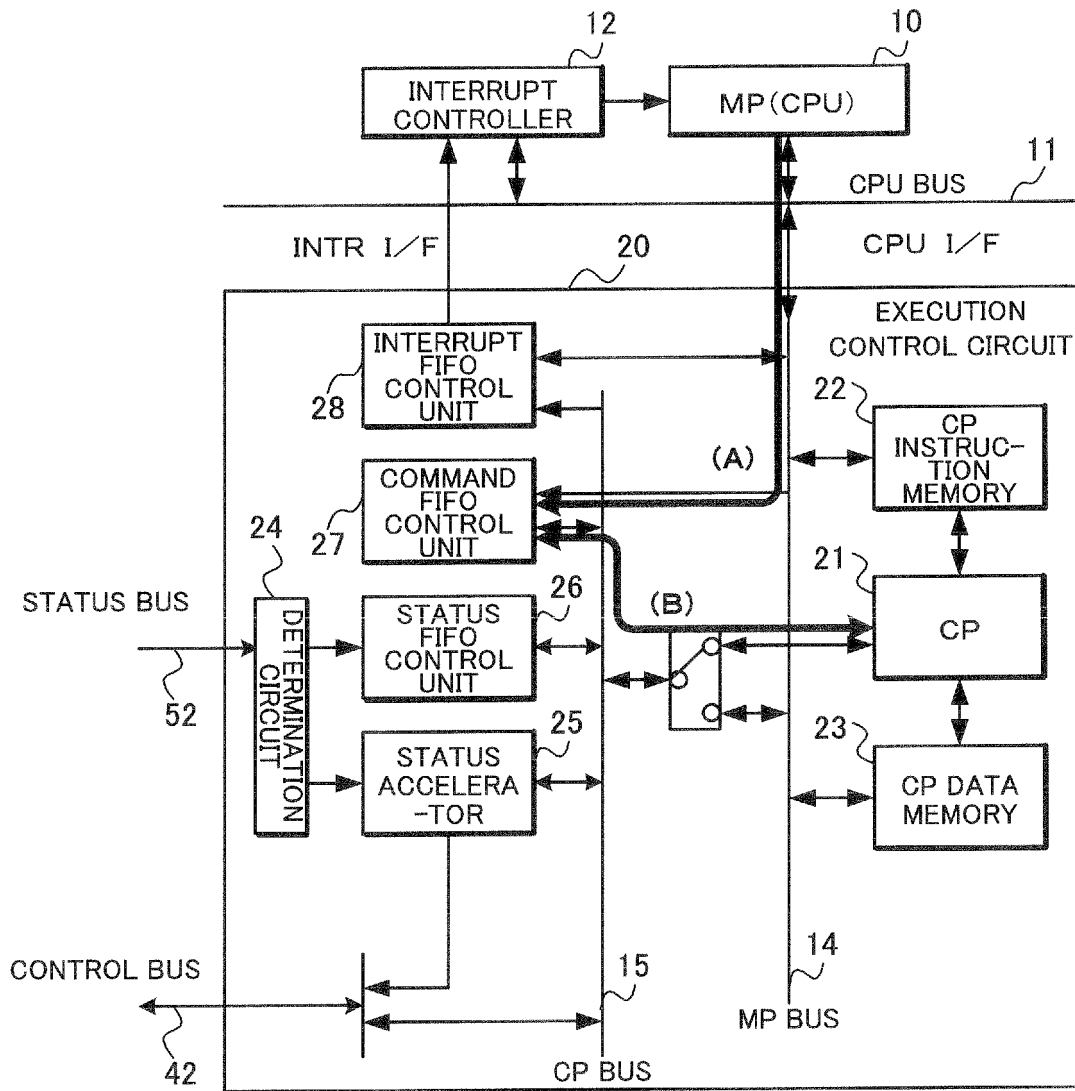 12
10
INTERRUPT
CONTROLLER
MP(CPU)
11
CPU BUS
INTR I/F
CPU I/F
20
EXECUTION
CONTROL CIRCUIT
INTERRUPT
FIFO
CONTROL
UNIT
28
22
CP
INSTRUC-
TION
MEMORY
(A)
COMMAND
FIFO
CONTROL
UNIT
27
24
21
STATUS BUS
26
(B)
CP
DETERMINATION
CIRCUIT
STATUS
FIFO
CONTROL
UNIT
52
25
23
STATUS
ACCELERA
-TOR
CP DATA
MEMORY
CONTROL BUS
15
14
42
MP BUS
CP BUS